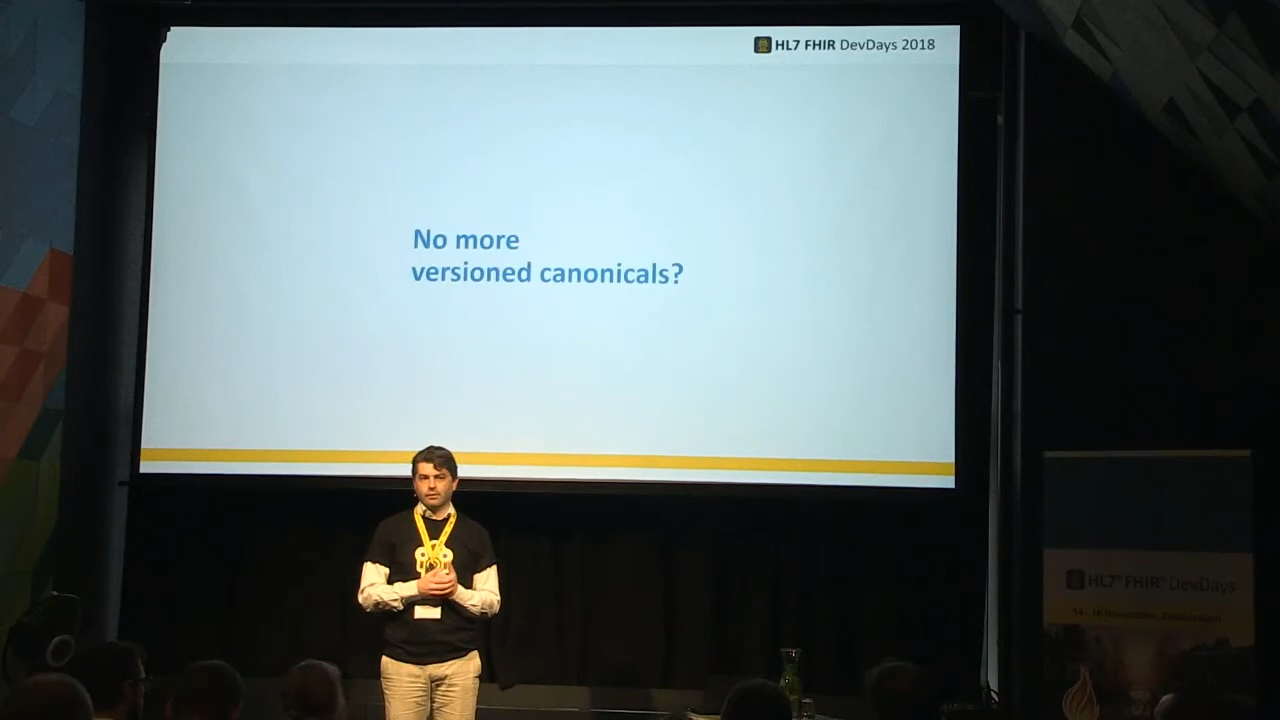 HL7 FHIR DevDays 2018
No more
versioned canonicals?
HL7® FHIR® DevDays